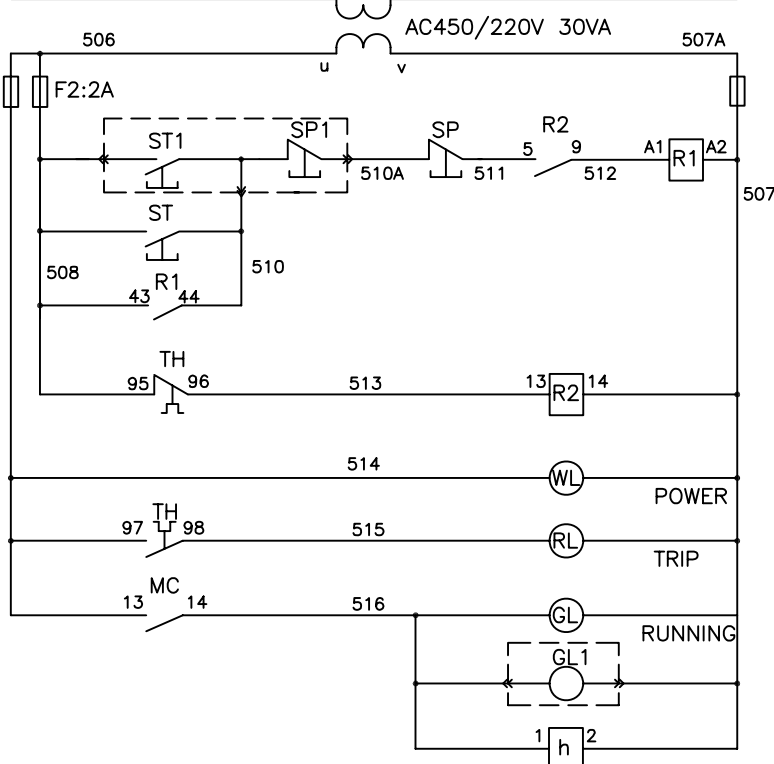 AC450/220V 30VA
506
507A
u
v
F2:2A
ST1
SP1
SP
R2
5
9
A1
R1
A2
510A
511
512
507
ST
508
510
R1
43
44
TH
95
96
513
13
R2
14
514
WL
POWER
TH
97
98
515
RL
TRIP
MC
13
14
516
GL
RUNNING
GL1
1
h
2